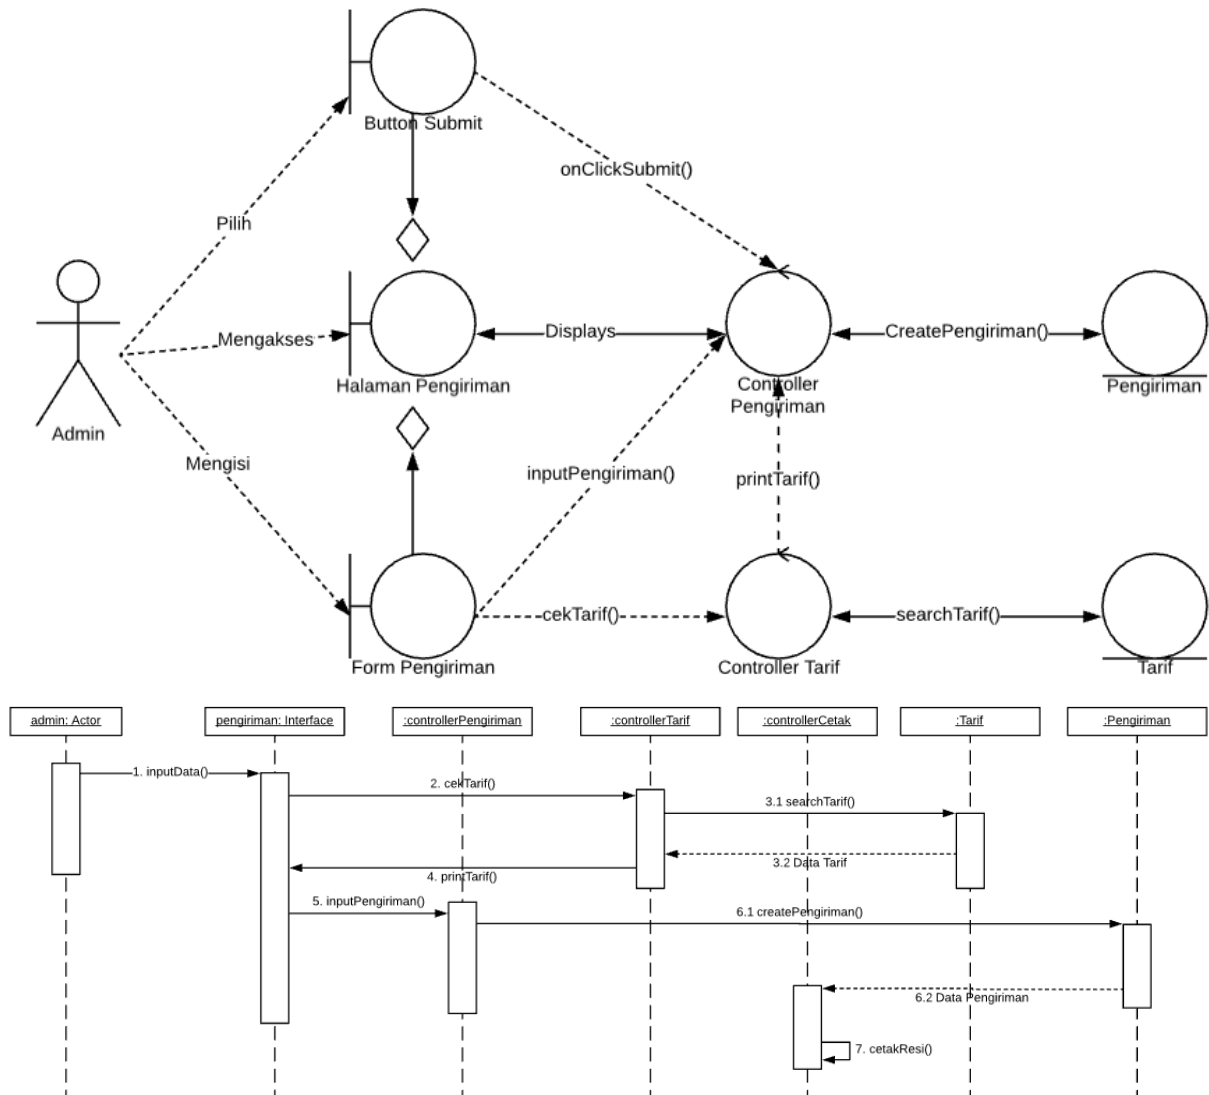 Button Submit
onClickSubmit()
Pilih
Mengakses
Displays
CreatePengiriman()
Halaman Pengiriman
Controller
Pengiriman
Pengiriman
Admin
Mengisi
inputPengiriman()
printTarif()
cekTarif()
searchTarif()
Form Pengiriman
Controller Tarif
Tarif
admin: Actor
pengiriman: Interface
:controllerPengiriman
:controllerTarif
:controllerCetak
:Tarif
:Pengiriman
1. inputData()
2. cekTarif()
3.1 searchTarif()
3.2 Data Tarif
4. printTarif()
5. inputPengiriman()
6.1 createPengiriman()
6.2 Data Pengiriman
7. cetakResi()